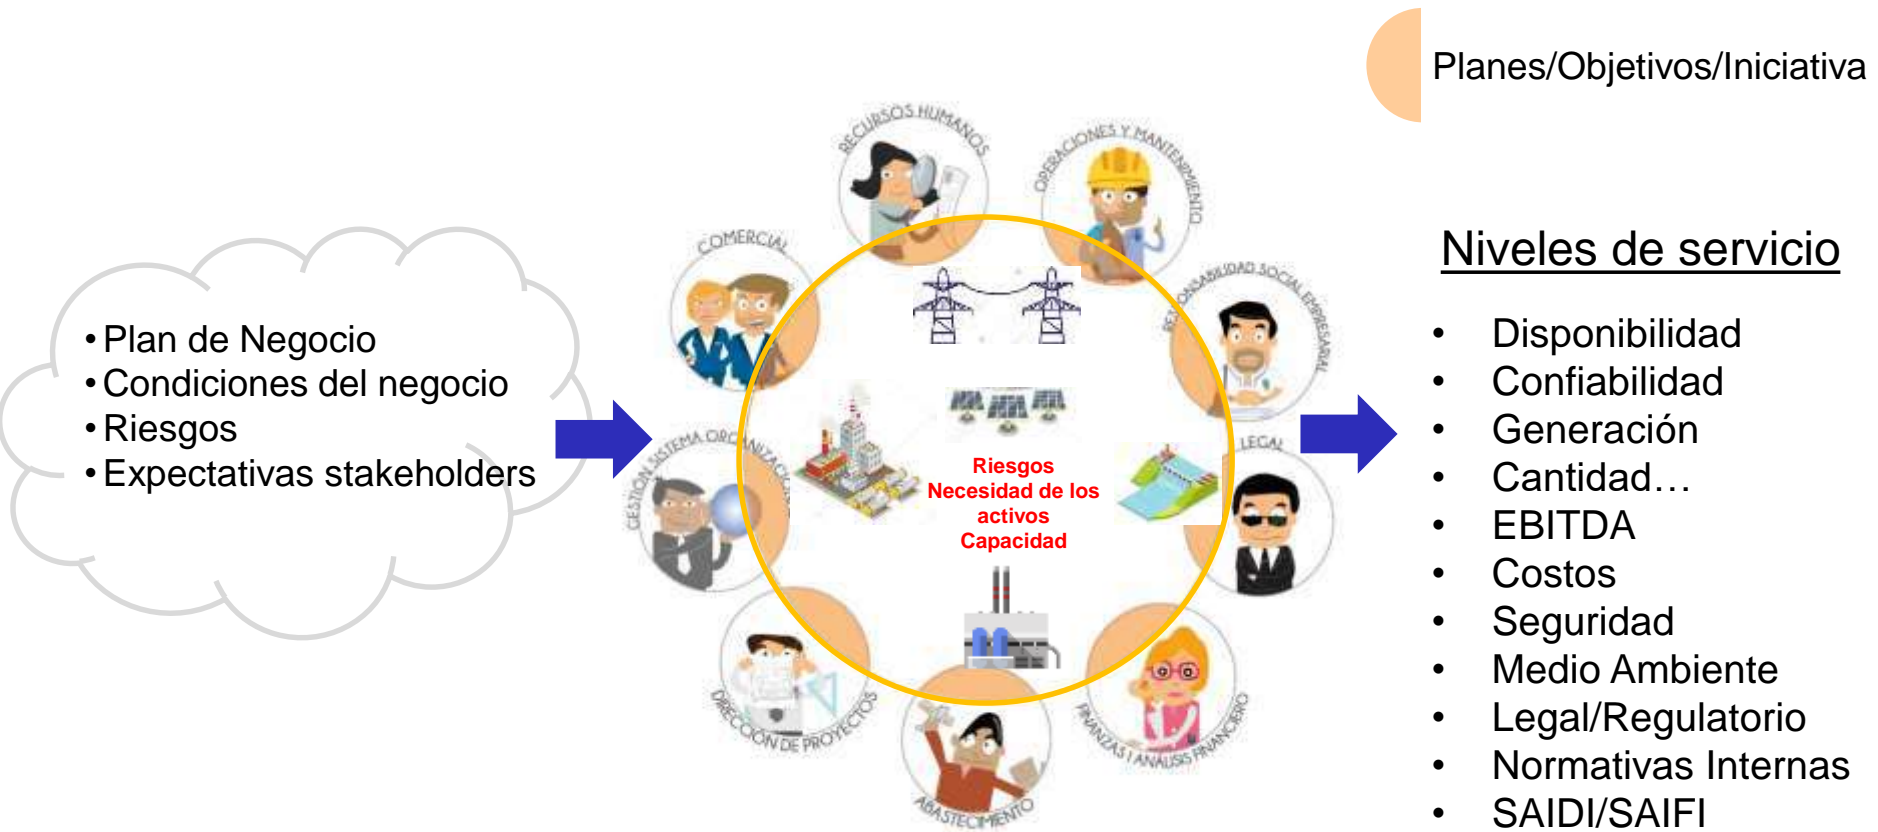 Planes/Objetivos/Iniciativa
• Plan de Negocio
• Condiciones del negocio
• Riesgos
• Expectativas stakeholders
RECURSOS HUMANOS
OPERACIONES Y MANTENIMIENTO
COMERCIAL
RESPONSABILIDAD SOCIAL EMPRESARIAL
GESTIÓN SISTEMA
LEGAL
DIRECCIÓN DE PROYECTOS
FINANZAS I ANÁLISIS FINANCIERO
ABASTECIMIENTO
Riesgos
Necesidad de los
activos
Capacidad
Niveles de servicio
• Disponibilidad
• Confiabilidad
• Generación
• Cantidad…
• EBITDA
• Costos
• Seguridad
• Medio Ambiente
• Legal/Regulatorio
• Normativas Internas
• SAIDI/SAIFI